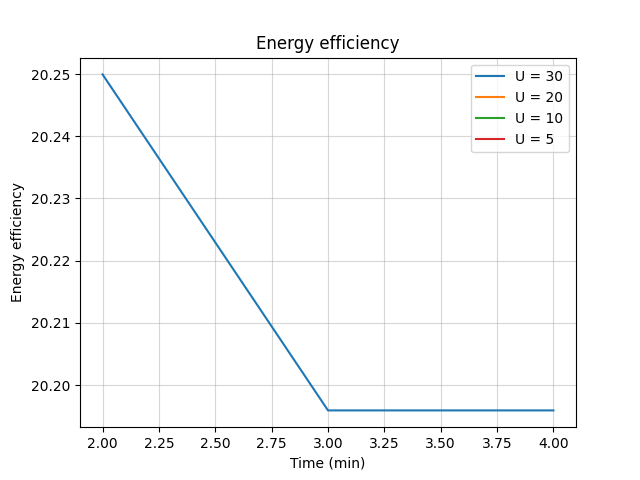 Energy efficiency
U = 30
U = 20
U = 10
U = 5
20.25
20.24
20.23
20.22
20.21
20.20
Energy efficiency
2.00 2.25 2.50 2.75 3.00 3.25 3.50 3.75 4.00
Time (min)